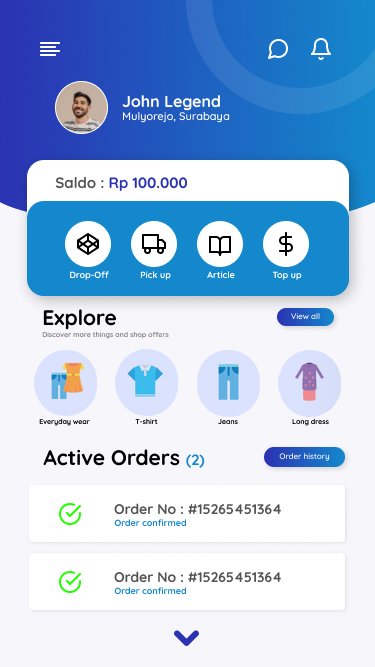 John Legend
Mulyorejo, Surabaya
Saldo : Rp 100.000
Drop-Off
Pick up
Article
Top up
Explore
View all
Discover more things and shop offers
Everyday wear
T-shirt
Jeans
Long dress
Active Orders (2)
Order history
Order No : #15265451364
Order confirmed
Order No : #15265451364
Order confirmed